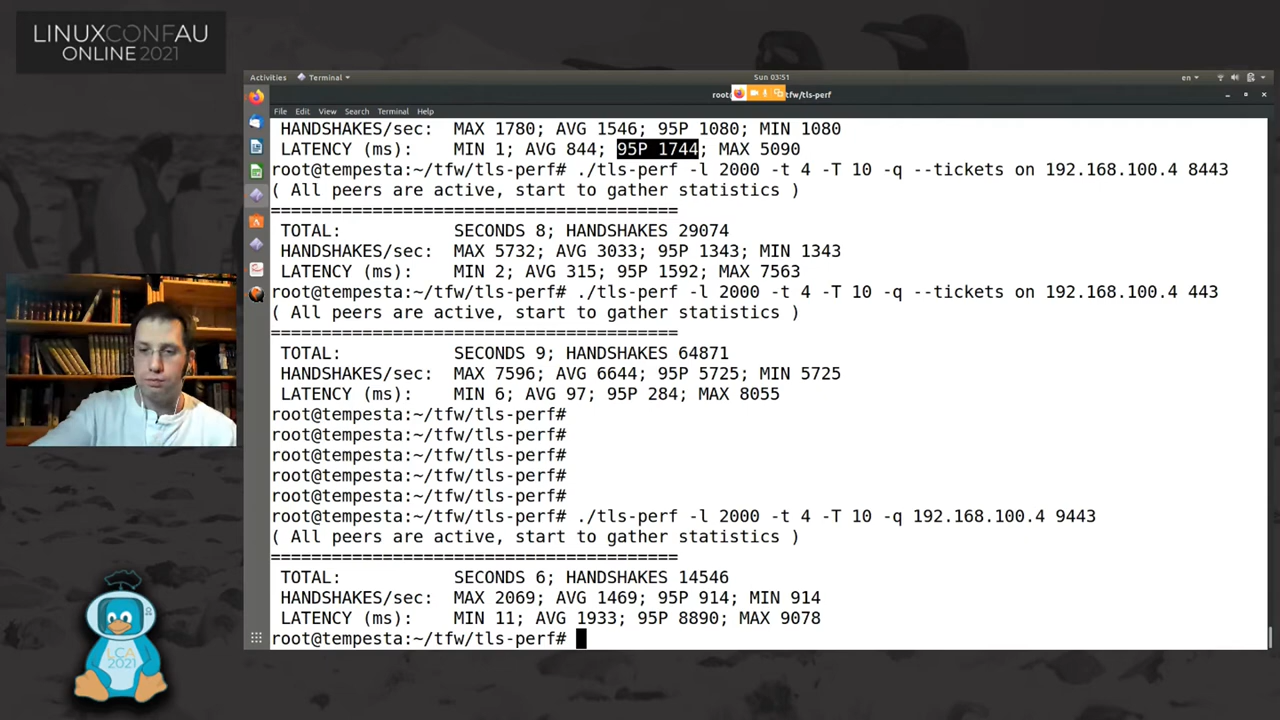 LINUXCONFAU
ONLINE 2021
Activities
Terminal
Sun 03:51
en
root
tfw/tls-perf
File Edit View Search Terminal Help
HANDSHAKES/sec: MAX 1780; AVG 1546; 95P 1080; MIN 1080
LATENCY (ms): MIN 1; AVG 844; 95P 1744; MAX 5090
root@tempesta:~/tfw/tls-perf# ./tls-perf -l 2000 -t 4 -T 10 -q --tickets on 192.168.100.4 8443
( All peers are active, start to gather statistics )
========================================
TOTAL: SECONDS 8; HANDSHAKES 29074
HANDSHAKES/sec: MAX 5732; AVG 3033; 95P 1343; MIN 1343
LATENCY (ms): MIN 2; AVG 315; 95P 1592; MAX 7563
root@tempesta:~/tfw/tls-perf# ./tls-perf -l 2000 -t 4 -T 10 -q --tickets on 192.168.100.4 443
( All peers are active, start to gather statistics )
========================================
TOTAL: SECONDS 9; HANDSHAKES 64871
HANDSHAKES/sec: MAX 7596; AVG 6644; 95P 5725; MIN 5725
LATENCY (ms): MIN 6; AVG 97; 95P 284; MAX 8055
root@tempesta:~/tfw/tls-perf#
root@tempesta:~/tfw/tls-perf#
root@tempesta:~/tfw/tls-perf#
root@tempesta:~/tfw/tls-perf#
root@tempesta:~/tfw/tls-perf#
root@tempesta:~/tfw/tls-perf# ./tls-perf -l 2000 -t 4 -T 10 -q 192.168.100.4 9443
( All peers are active, start to gather statistics )
========================================
TOTAL: SECONDS 6; HANDSHAKES 14546
HANDSHAKES/sec: MAX 2069; AVG 1469; 95P 914; MIN 914
LATENCY (ms): MIN 11; AVG 1933; 95P 8890; MAX 9078
root@tempesta:~/tfw/tls-perf#
LCA
2021